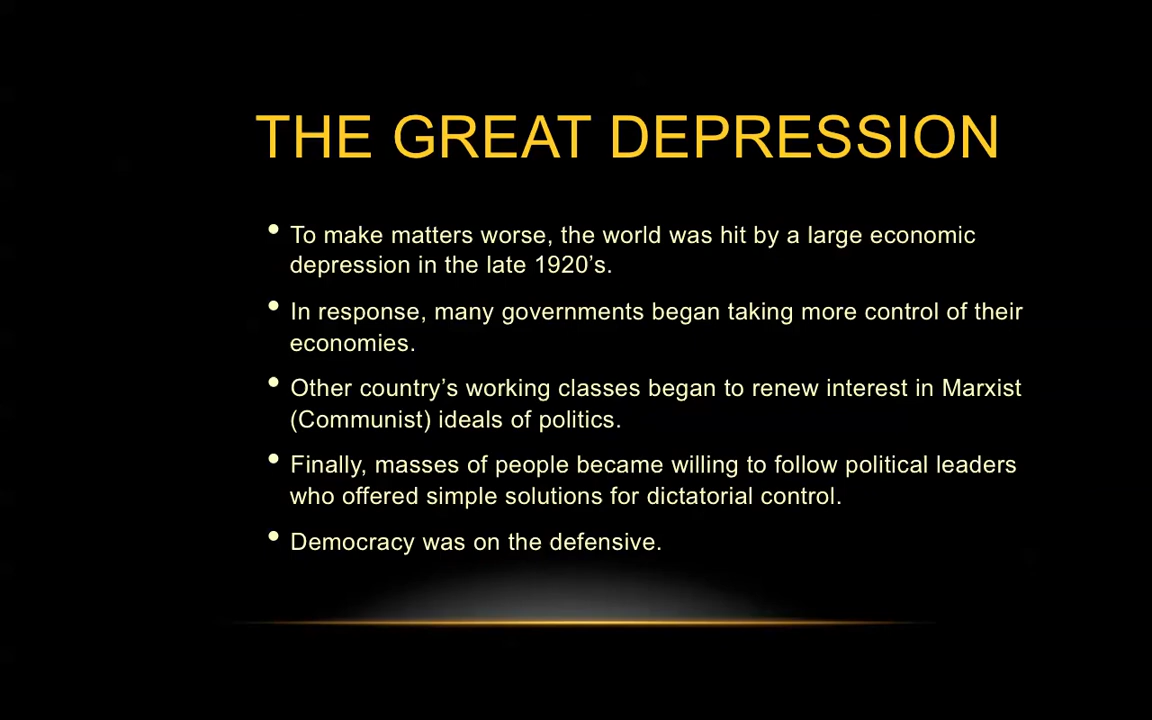 THE GREAT DEPRESSION
• To make matters worse, the world was hit by a large economic
depression in the late 1920’s.
• In response, many governments began taking more control of their
economies.
• Other country’s working classes began to renew interest in Marxist
(Communist) ideals of politics.
• Finally, masses of people became willing to follow political leaders
who offered simple solutions for dictatorial control.
• Democracy was on the defensive.